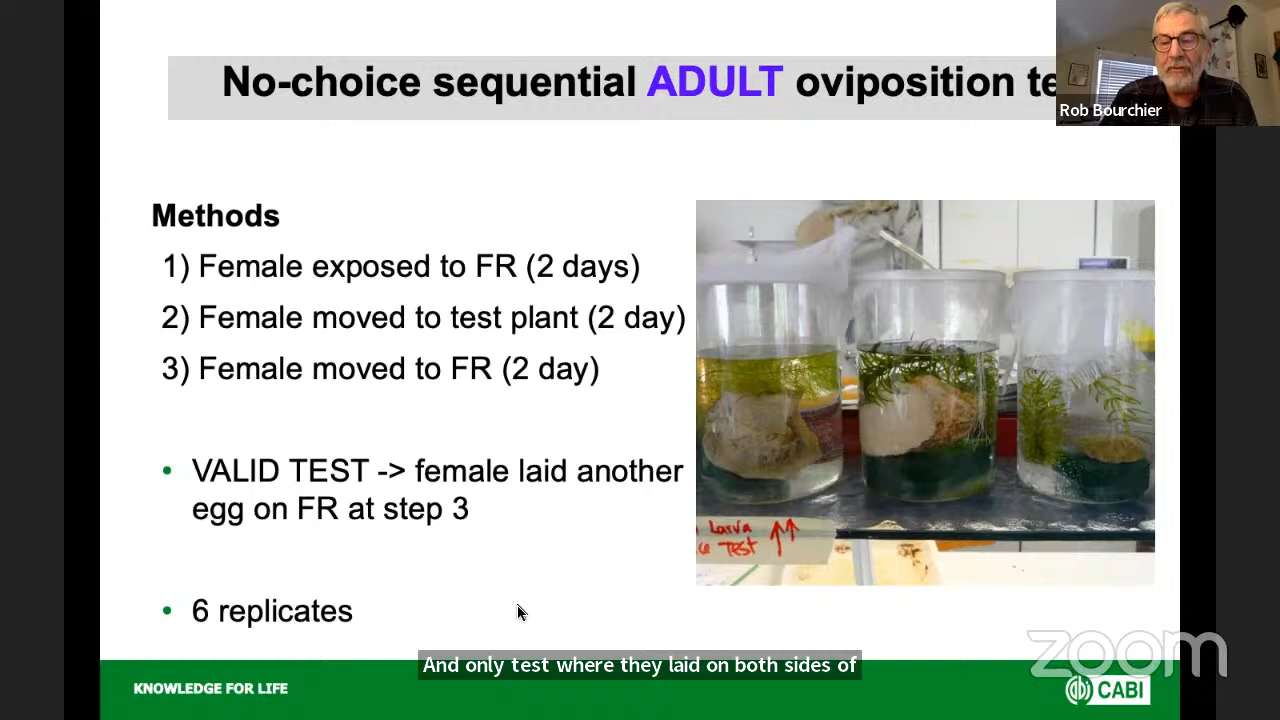 No-choice sequential ADULT oviposition te
Rob Bourchier
Methods
1) Female exposed to FR (2 days)
2) Female moved to test plant (2 day)
3) Female moved to FR (2 day)
• VALID TEST -> female laid another
egg on FR at step 3
• 6 replicates
Larva
Test
And only test where they laid on both sides of
zoom
KNOWLEDGE FOR LIFE
CABI